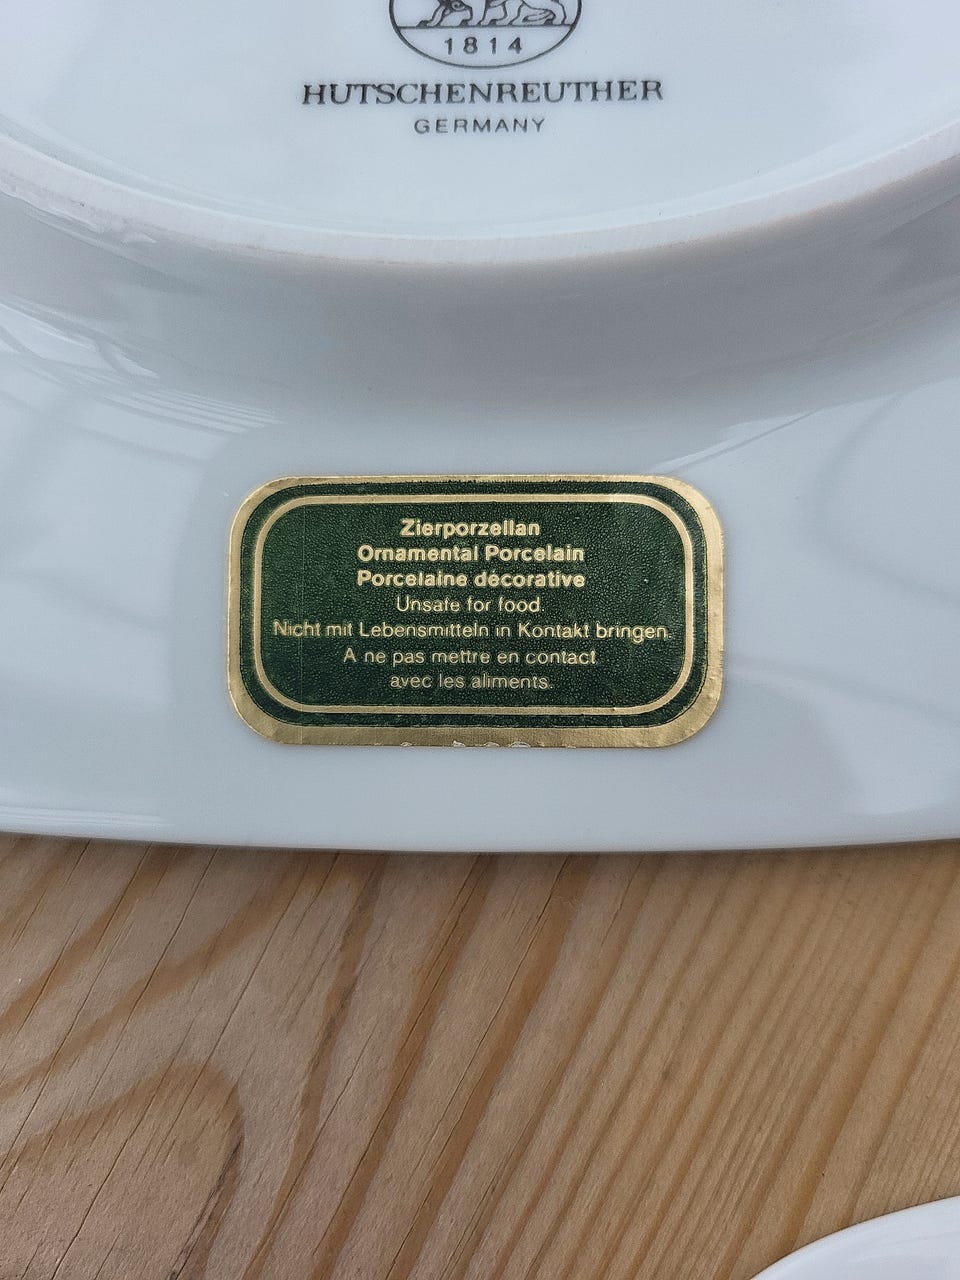 1814
HUTSCHENREUTHER
GERMANY
Zierporzellan
Ornamental Porcelain
Porcelaine décorative
Unsafe for food
Nicht mit Lebensmitteln in Kontakt bringen
A ne pas mettre en contact
avec les aliments.